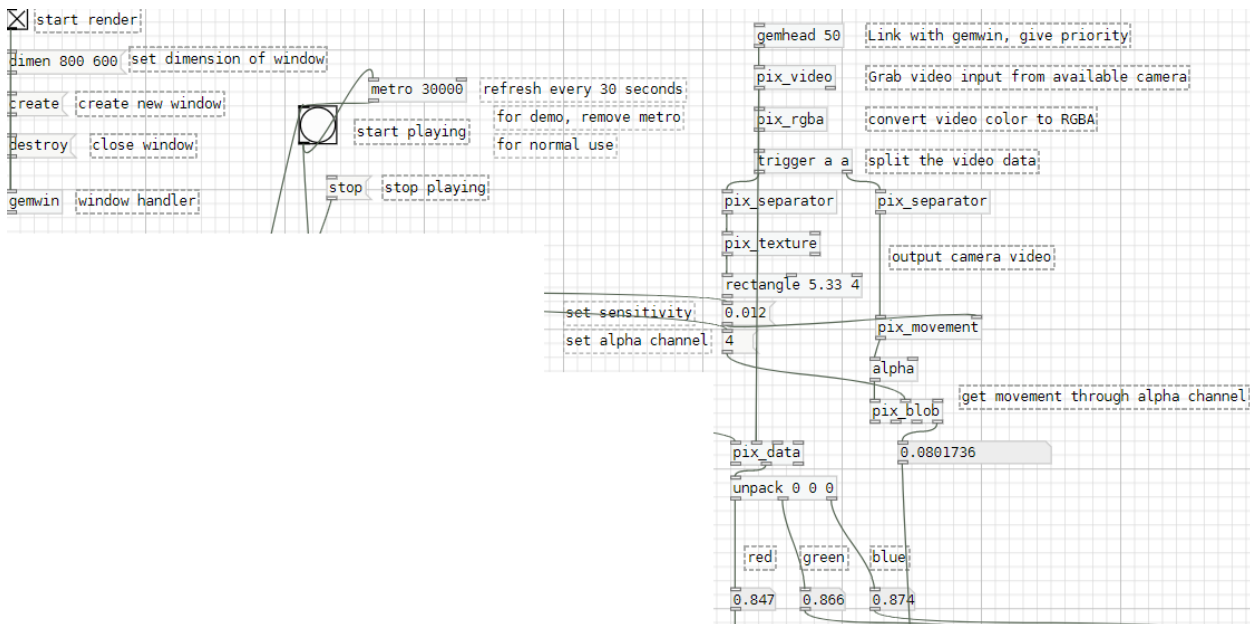 start render
dimen 800 600
set dimension of window
create
create new window
destroy
close window
gemwin
window handler
metro 30000
refresh every 30 seconds
for demo, remove metro
for normal use
start playing
stop
stop playing
gemhead 50
Link with gemwin, give priority
pix_video
Grab video input from available camera
pix_rgba
convert video color to RGBA
trigger a a
split the video data
pix_separator
pix_separator
pix_texture
output camera video
rectangle 5.33 4
set sensitivity
0.012
pix_movement
set alpha channel
4
alpha
get movement through alpha channel
pix_blob
pix_data
0.0801736
unpack 0 0 0
red
green
blue
0.847
0.866
0.874